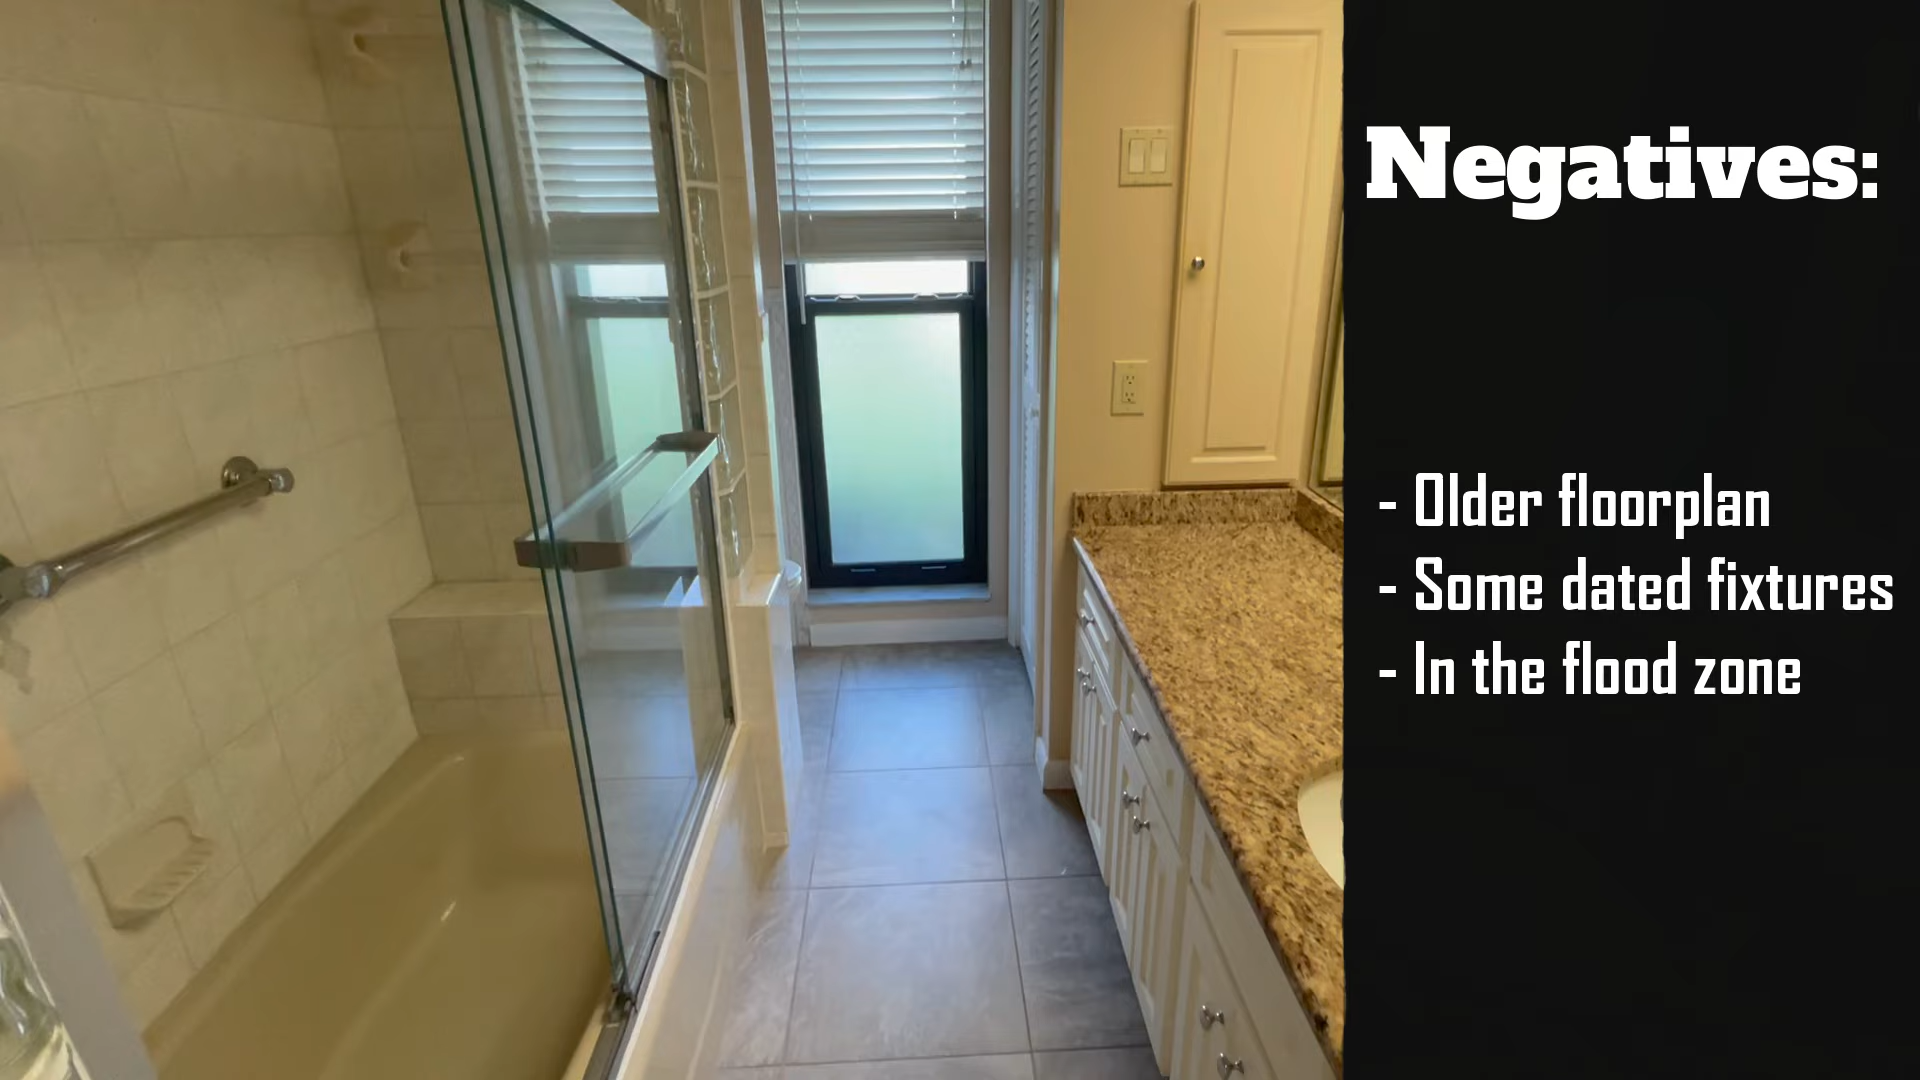 Negatives:
- Older floorplan
- Some dated fixtures
- In the flood zone